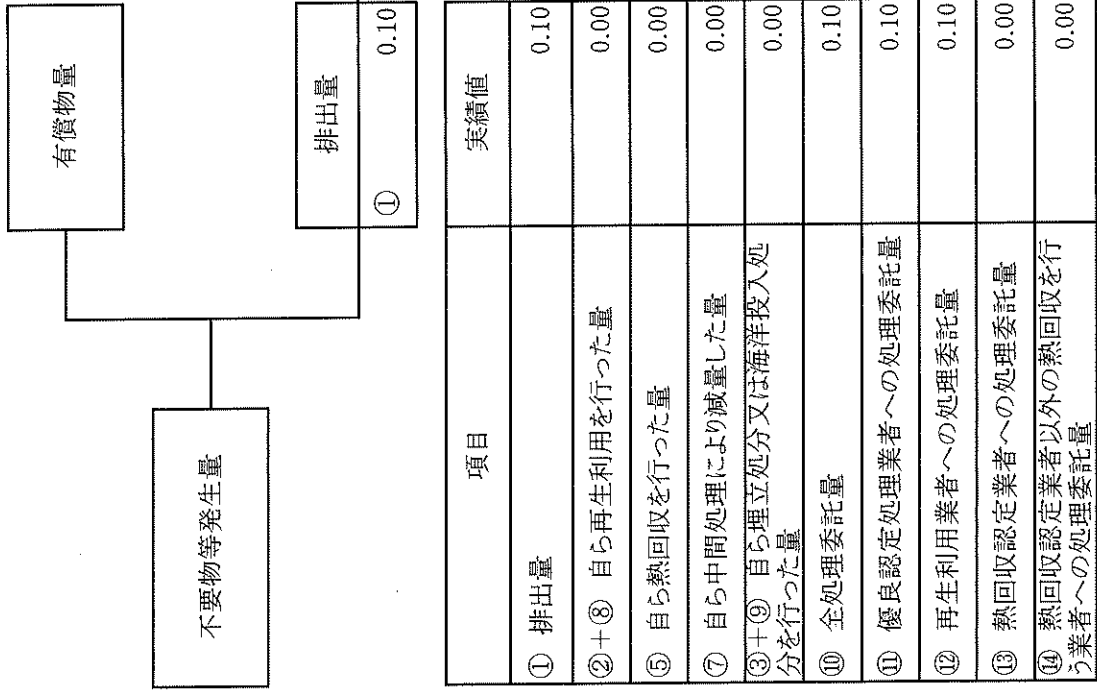 不要物等発生量
有償物量
排出量
① 0.10
項目 実績値
① 排出量 0.10
②+⑧ 自ら再生利用を行った量 0.00
⑤ 自ら熱回収を行った量 0.00
⑦ 自ら中間処理により減量した量 0.00
③+⑨ 自ら埋立処分又は海洋投入処
分を行った量 0.00
⑩ 全処理委託量 0.10
⑪ 優良認定処理業者への処理委託量 0.10
⑫ 再生利用業者への処理委託量 0.10
⑬ 熱回収認定業者への処理委託量 0.00
⑭ 熱回収認定業者以外の熱回収を行
う業者への処理委託量 0.00